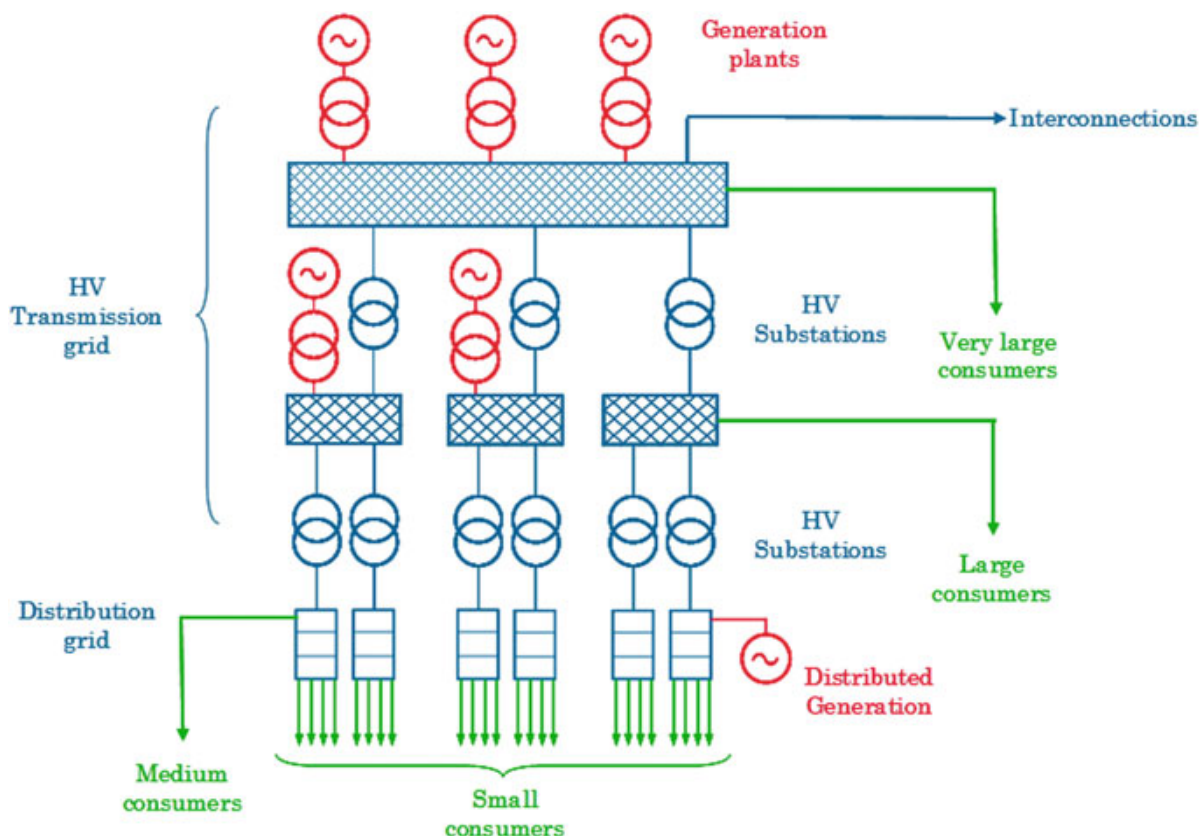 Generation
plants
Interconnections
HV
Transmission
grid
HV
Substations
Very large
consumers
HV
Substations
Large
consumers
Distribution
grid
Distributed
Generation
Medium
consumers
Small
consumers